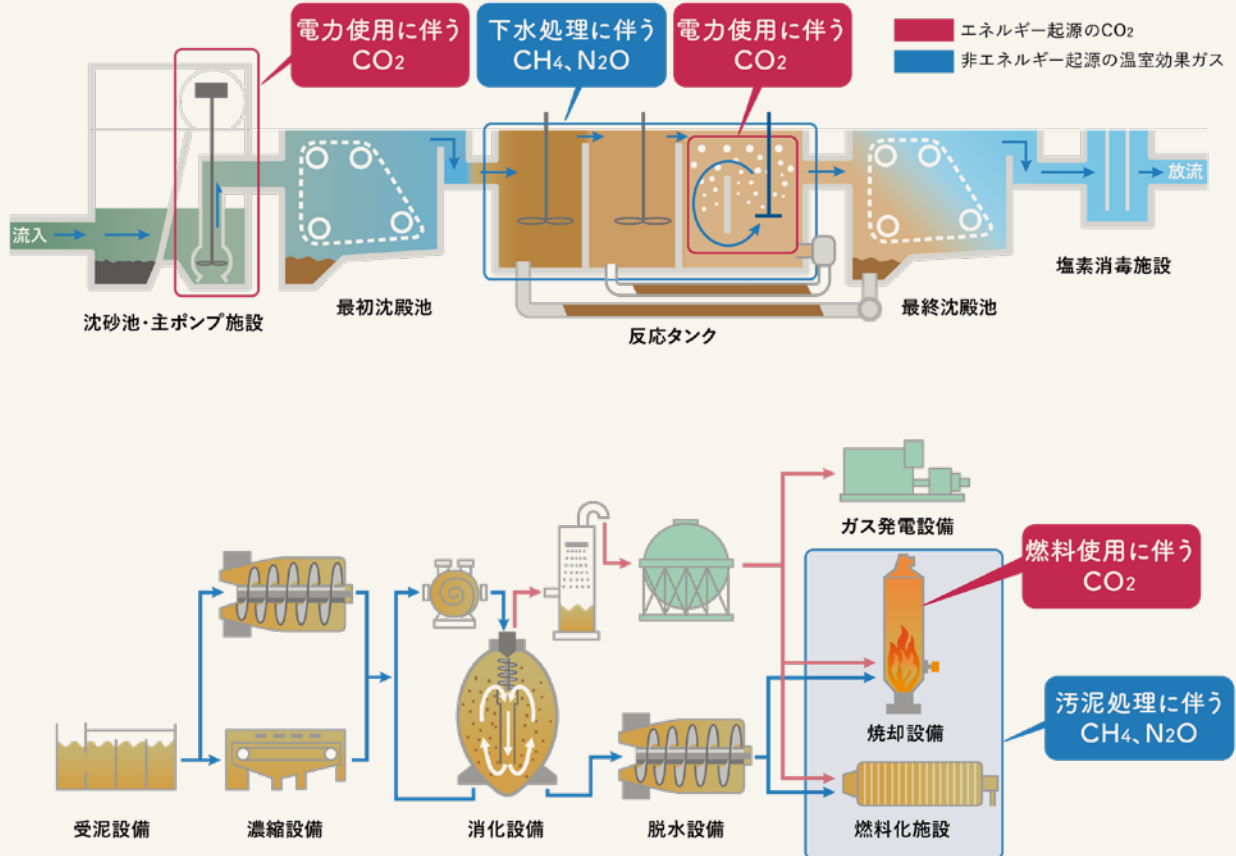 電力使用に伴う
CO₂
下水処理に伴う
CH₄、N₂O
電力使用に伴う
CO₂
エネルギー起源のCO₂
非エネルギー起源の温室効果ガス
流入
放流
沈砂池・主ポンプ施設
最初沈殿池
反応タンク
最終沈殿池
塩素消毒施設
ガス発電設備
燃料使用に伴う
CO₂
焼却設備
汚泥処理に伴う
CH₄、N₂O
受泥設備
濃縮設備
消化設備
脱水設備
燃料化施設